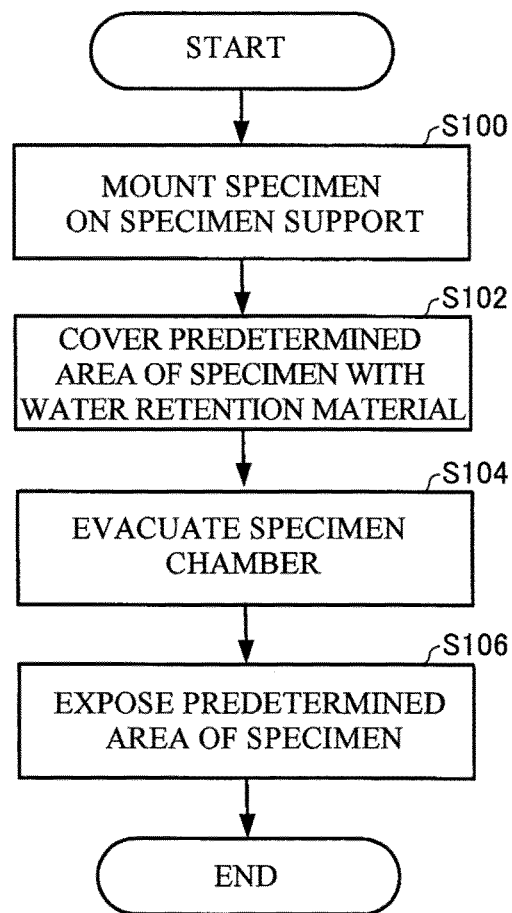 START
S100
MOUNT SPECIMEN
ON SPECIMEN SUPPORT
S102
COVER PREDETERMINED
AREA OF SPECIMEN WITH
WATER RETENTION MATERIAL
S104
EVACUATE SPECIMEN
CHAMBER
S106
EXPOSE PREDETERMINED
AREA OF SPECIMEN
END